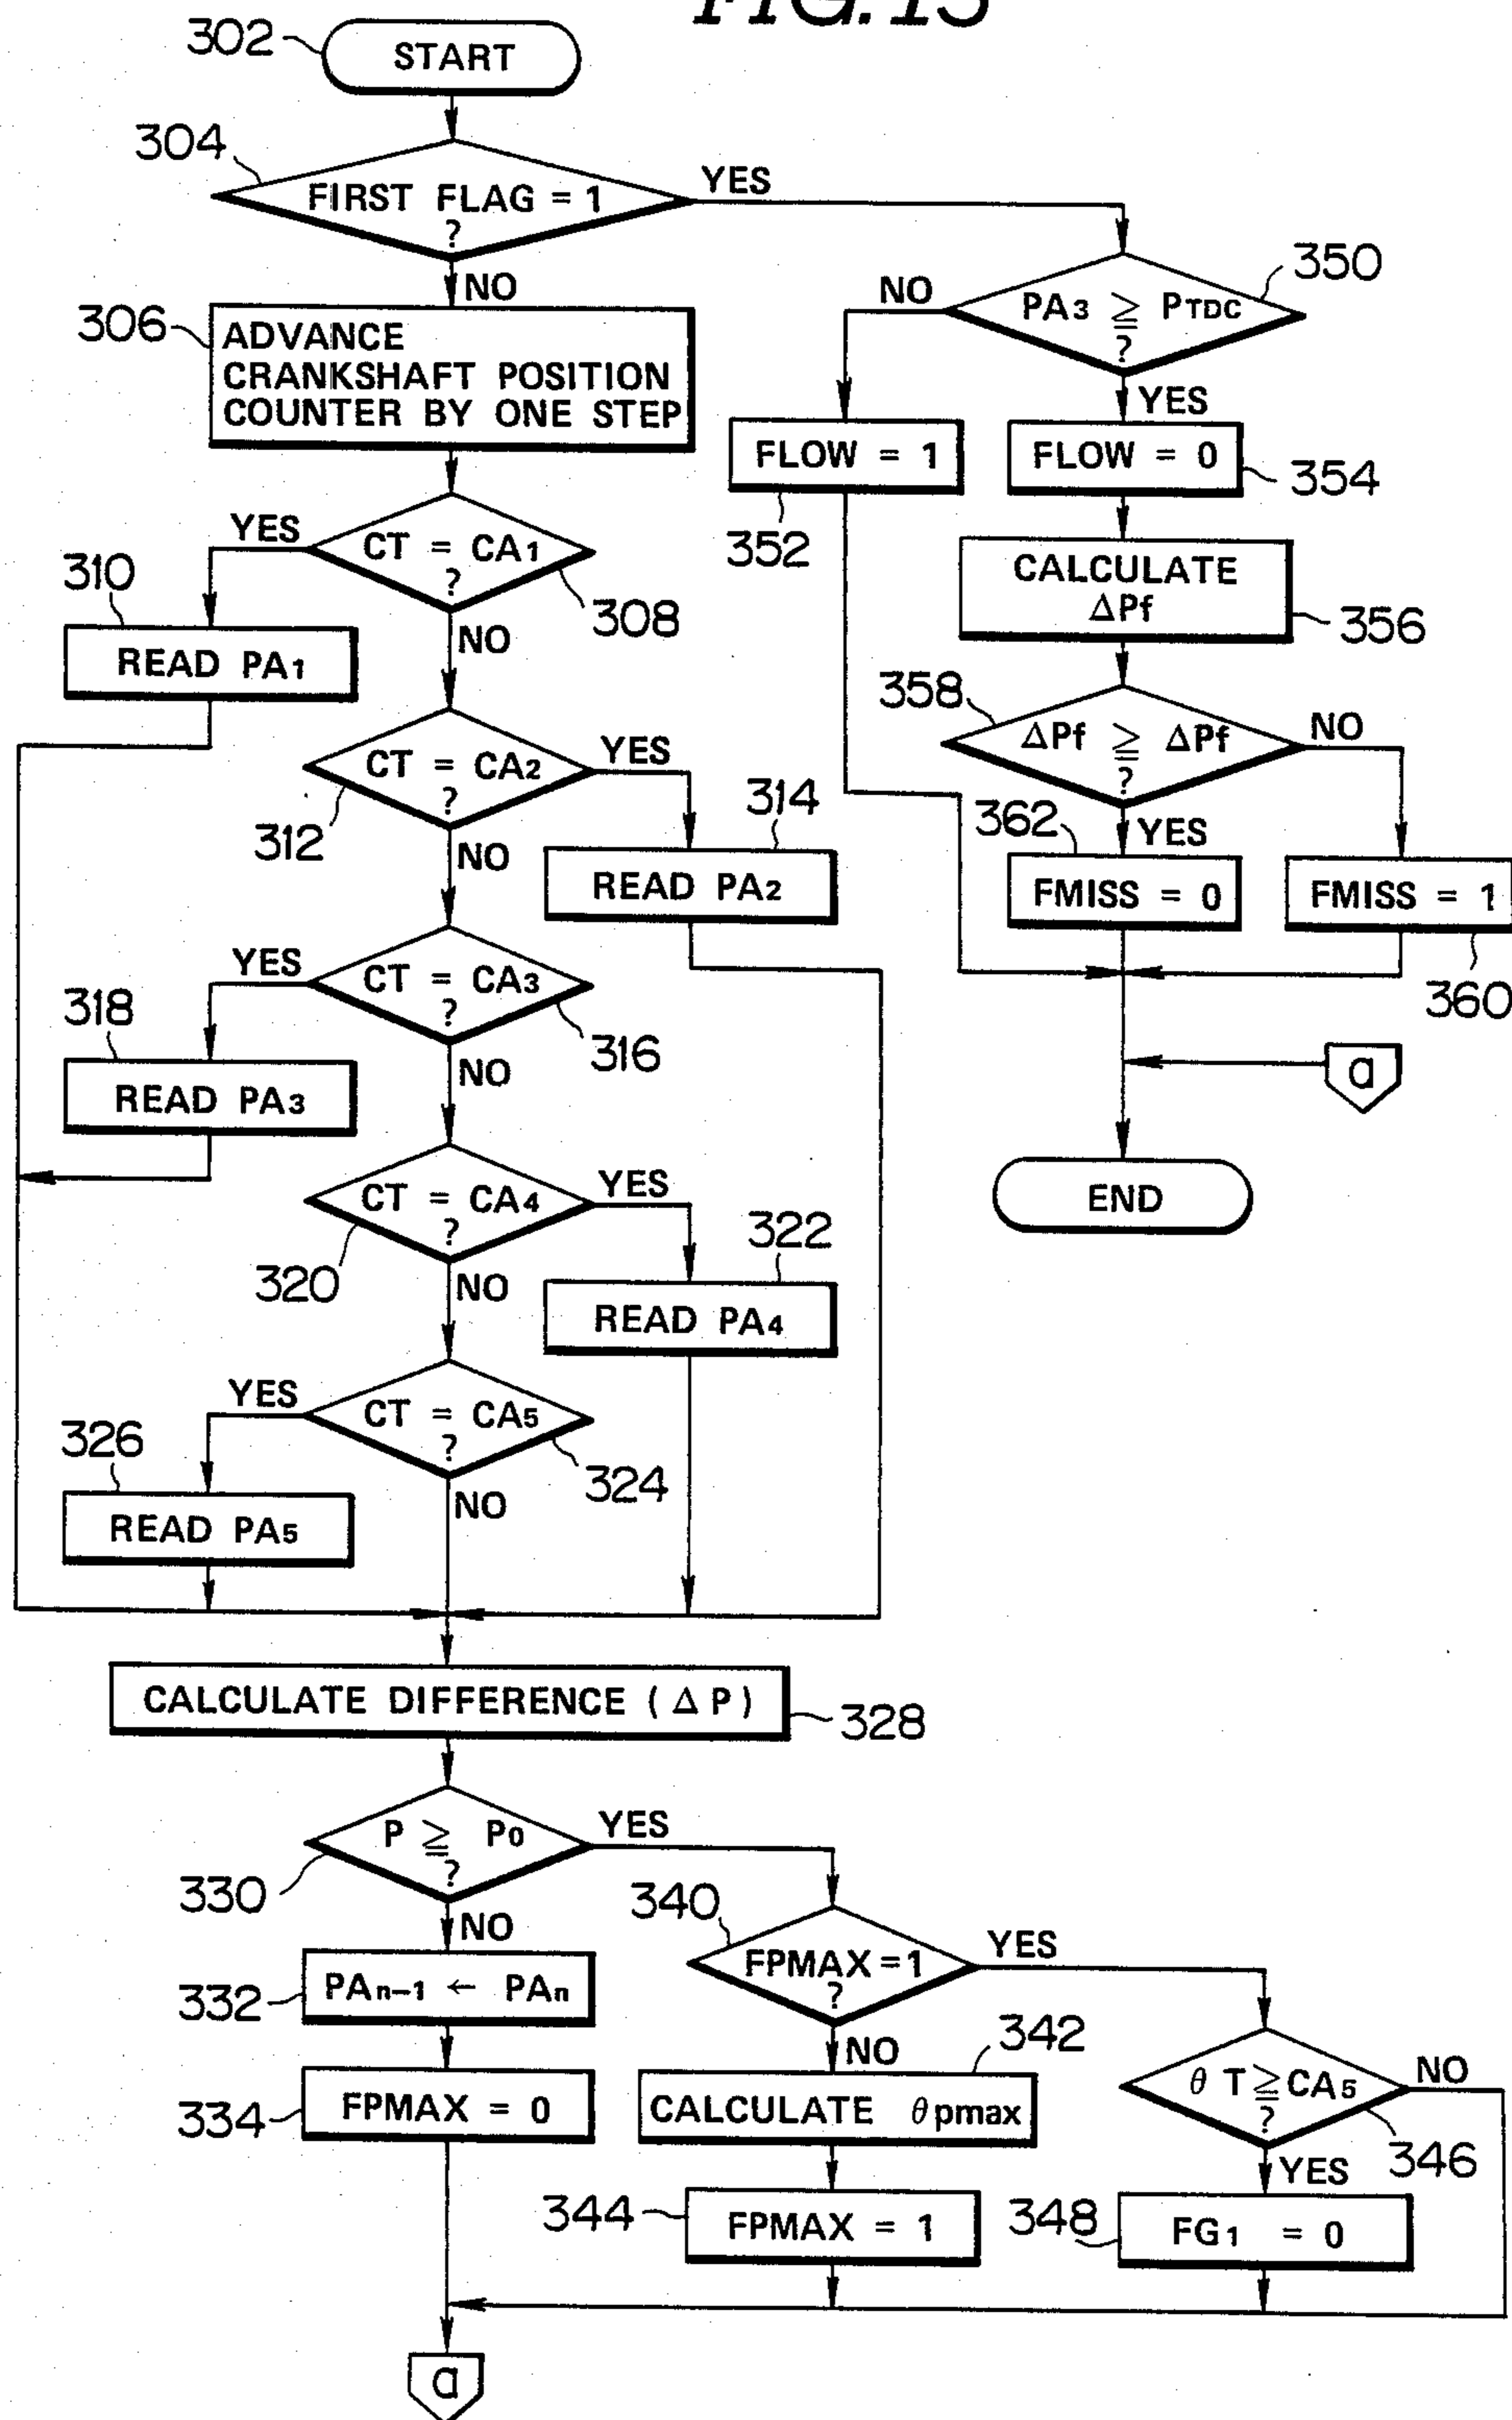 FIG. 13
302
START
304
FIRST FLAG = 1
?
YES
NO
306
ADVANCE
CRANKSHAFT POSITION
COUNTER BY ONE STEP
YES
CT = CA1
?
308
NO
310
READ PA1
CT = CA2
?
YES
312
NO
314
READ PA2
YES
CT = CA3
?
316
NO
318
READ PA3
CT = CA4
?
YES
320
NO
322
READ PA4
YES
CT = CA5
?
324
NO
326
READ PA5
CALCULATE DIFFERENCE (ΔP)
328
P ≧ P0
?
YES
330
NO
332
PAn-1 ← PAn
334
FPMAX = 0
340
FPMAX = 1
?
YES
NO
342
CALCULATE θpmax
344
FPMAX = 1
θT ≧ CA5
?
NO
346
YES
348
FG1 = 0
a
350
PA3 ≧ PTDC
?
NO
YES
FLOW = 1
352
FLOW = 0
354
CALCULATE
ΔPf
356
358
ΔPf ≧ ΔPf
?
NO
YES
362
FMISS = 0
FMISS = 1
360
a
END